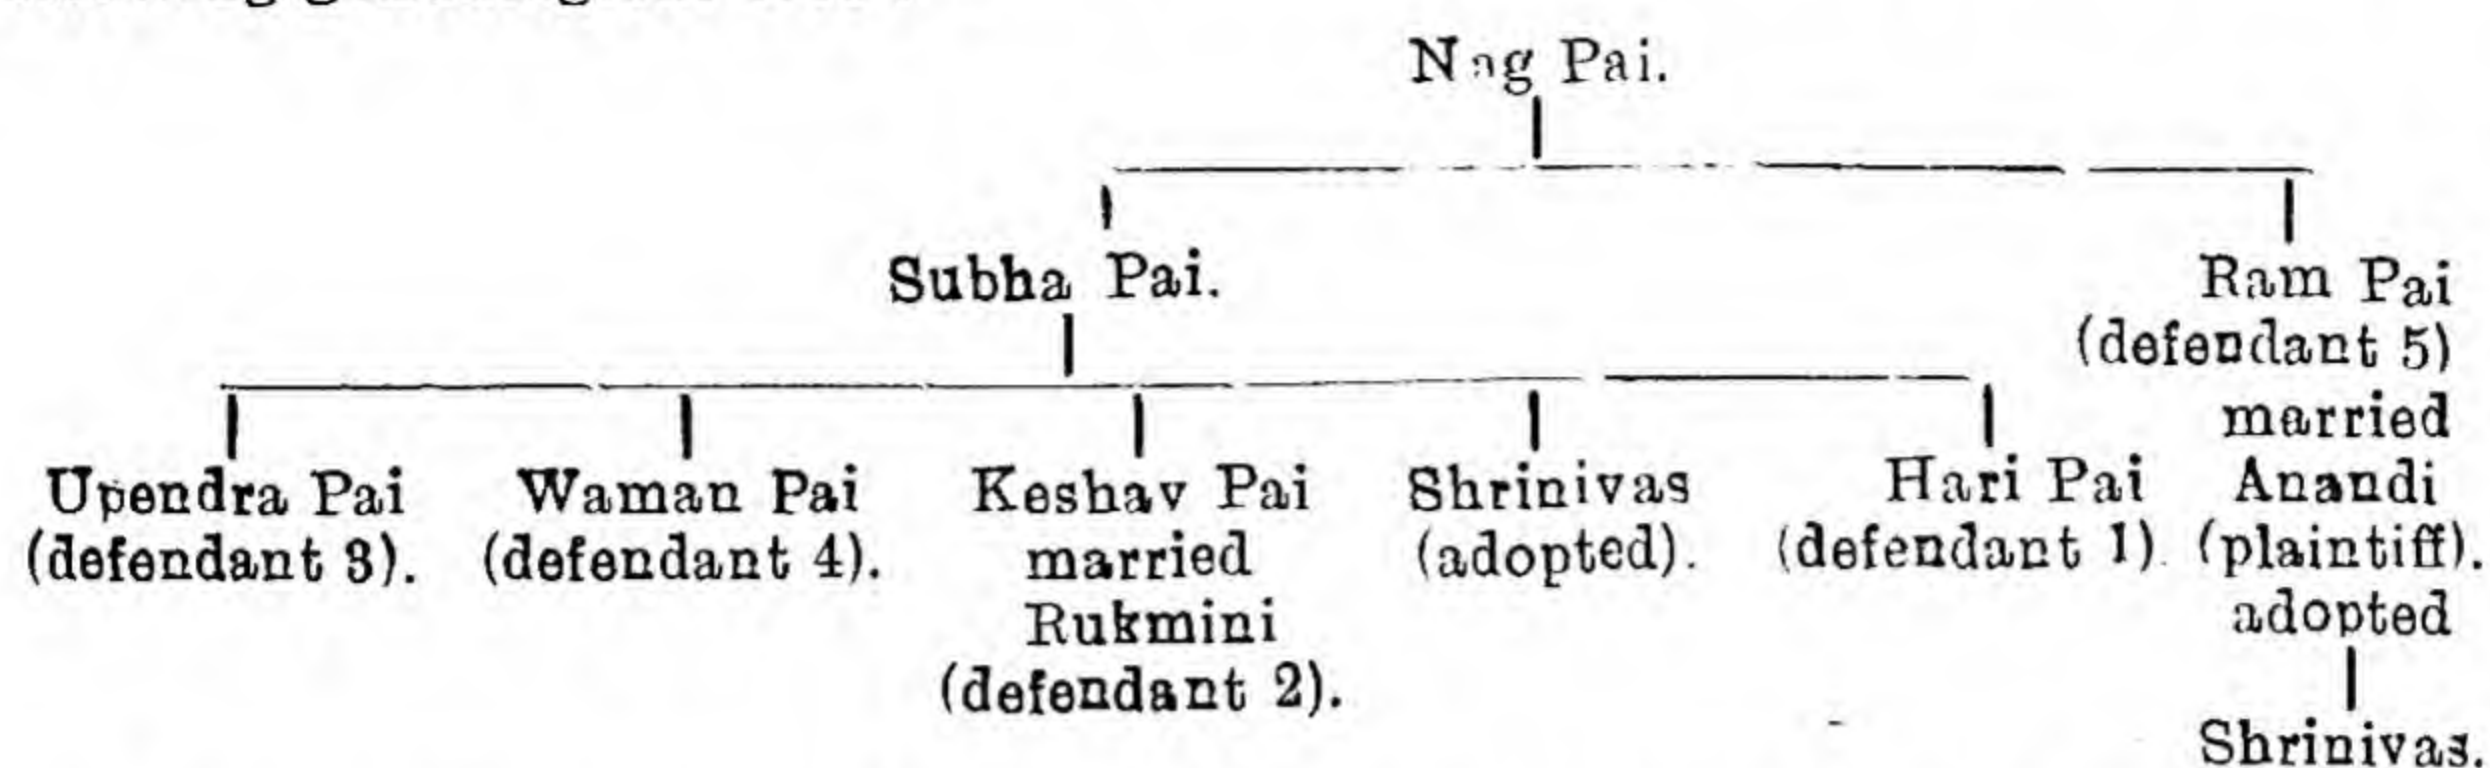 Nag Pai.
Subha Pai.
Ram Pai
(defendant 5)
married
Anandi
(plaintiff).
adopted
Shrinivas.
Upendra Pai
(defendant 3).
Waman Pai
(defendant 4).
Keshav Pai
married
Rukmini
(defendant 2).
Shrinivas
(adopted).
Hari Pai
(defendant 1)